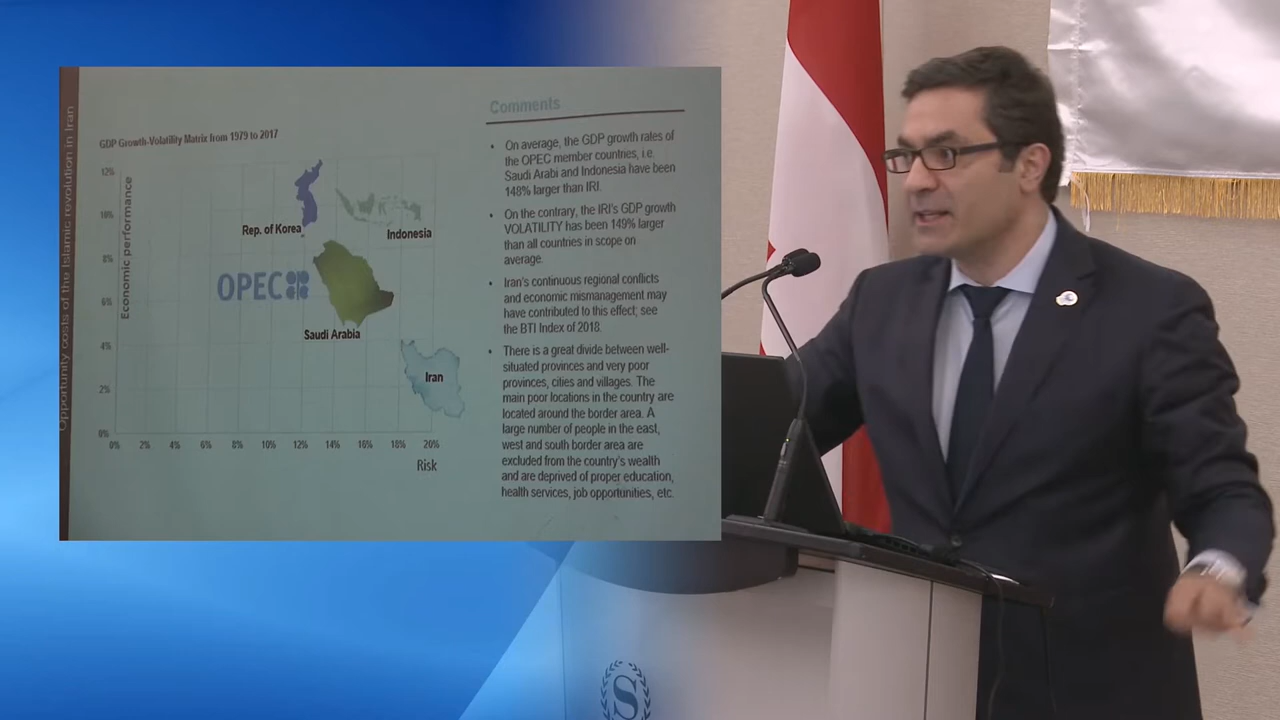 Opportunity costs of the Islamic revolution in Iran
GDP Growth-Volatility Matrix from 1979 to 2017
Economic performance
12%
10%
8%
6%
4%
2%
0%
0% 2% 4% 6% 8% 10% 12% 14% 16% 18% 20%
Risk
Rep. of Korea
Indonesia
OPEC
Saudi Arabia
Iran
Comments
• On average, the GDP growth rates of
the OPEC member countries, i.e.
Saudi Arabi and Indonesia have been
148% larger than IRI.
• On the contrary, the IRI's GDP growth
VOLATILITY has been 149% larger
than all countries in scope on
average.
• Iran's continuous regional conflicts
and economic mismanagement may
have contributed to this effect; see
the BTI Index of 2018.
• There is a great divide between well-
situated provinces and very poor
provinces, cities and villages. The
main poor locations in the country are
located around the border area. A
large number of people in the east,
west and south border area are
excluded from the country's wealth
and are deprived of proper education,
health services, job opportunities, etc.
S